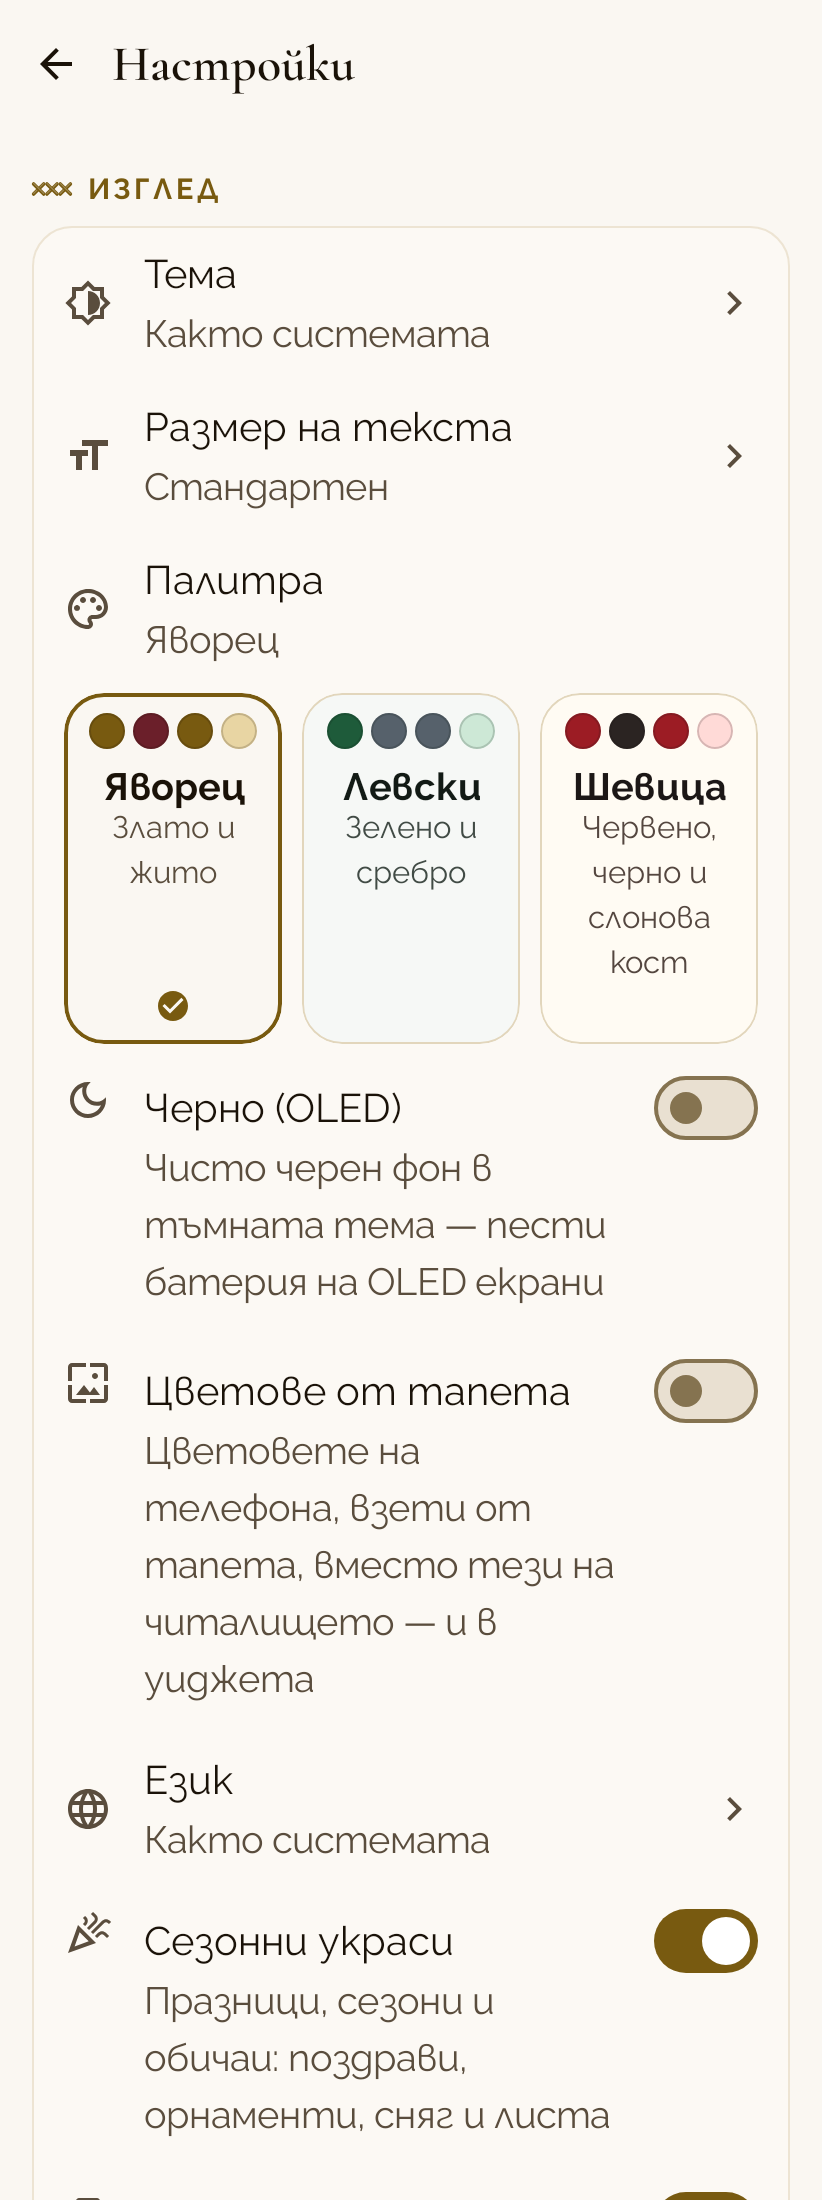 Настройки
ИЗГЛЕД
Тема
Както системата
Размер на текста
Стандартен
Палитра
Яворец
Яворец
Злато и
жито
Левски
Зелено и
сребро
Шевица
Червено,
черно и
слонова
кост
Черно (OLED)
Чисто черен фон в
тъмната тема — пести
батерия на OLED екрани
Цветове от тапета
Цветовете на
телефона, взети от
тапета, вместо тези на
читалището — и в
уиджета
Език
Както системата
Сезонни украси
Празници, сезони и
обичаи: поздрави,
орнаменти, сняг и листа